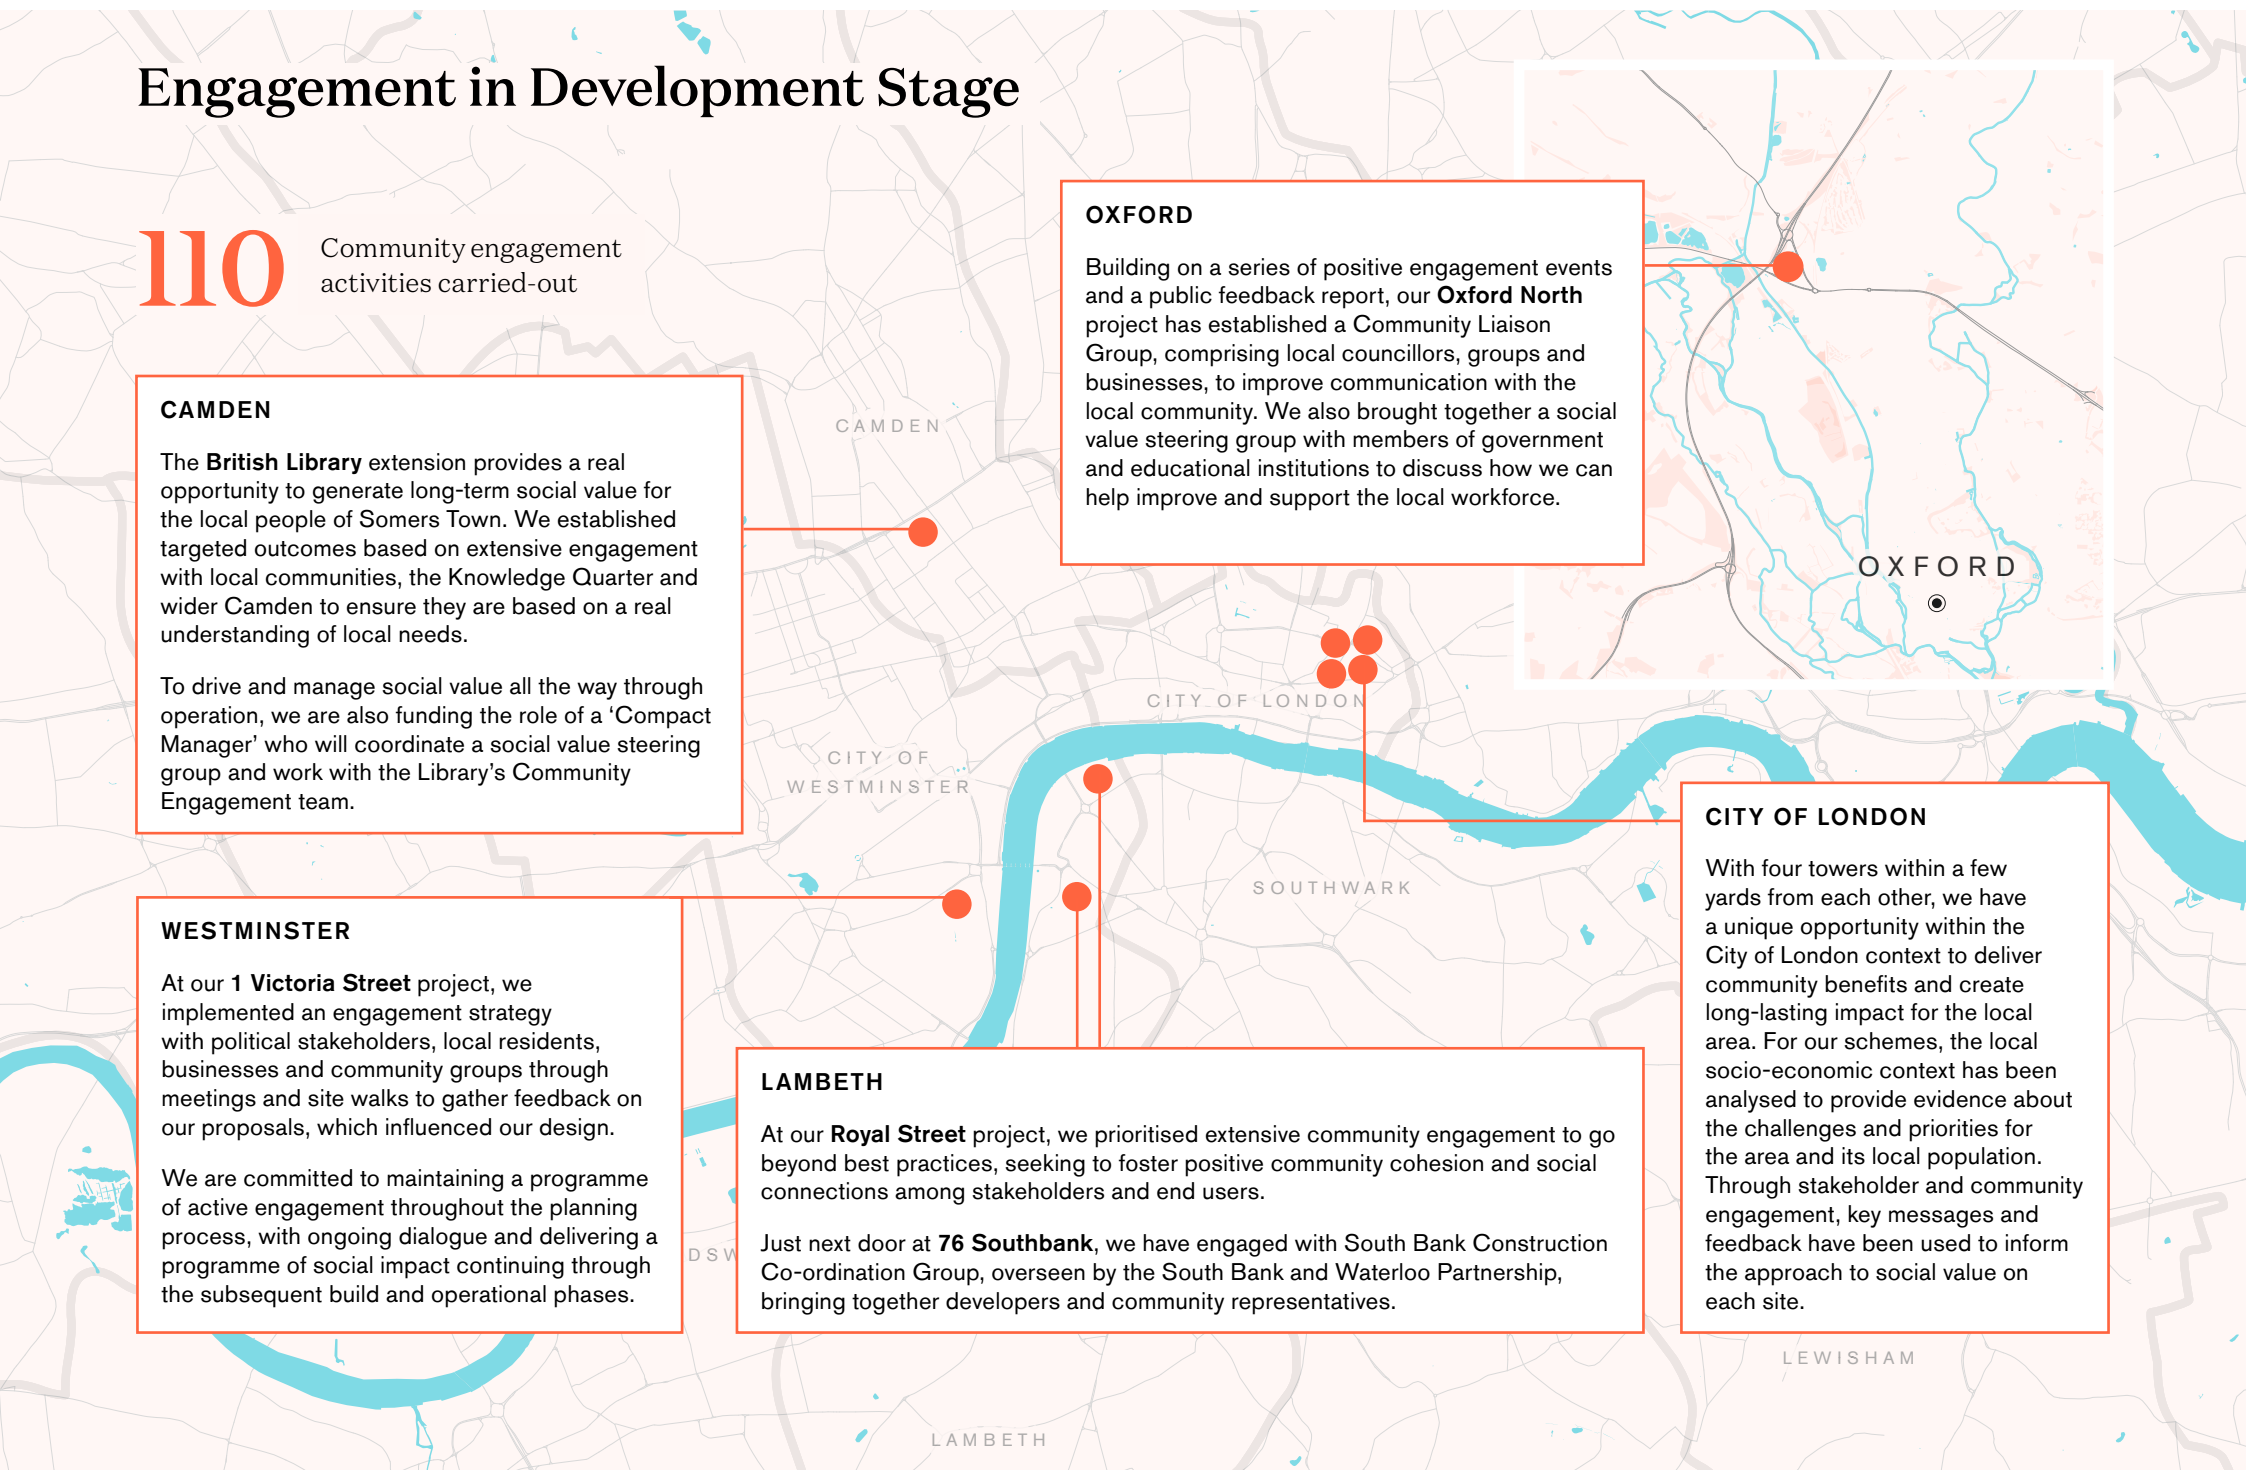 Engagement in Development Stage
110
Community engagement
activities carried-out
CAMDEN
The British Library extension provides a real
opportunity to generate long-term social value for
the local people of Somers Town. We established
targeted outcomes based on extensive engagement
with local communities, the Knowledge Quarter and
wider Camden to ensure they are based on a real
understanding of local needs.
To drive and manage social value all the way through
operation, we are also funding the role of a ‘Compact
Manager’ who will coordinate a social value steering
group and work with the Library’s Community
Engagement team.
OXFORD
Building on a series of positive engagement events
and a public feedback report, our Oxford North
project has established a Community Liaison
Group, comprising local councillors, groups and
businesses, to improve communication with the
local community. We also brought together a social
value steering group with members of government
and educational institutions to discuss how we can
help improve and support the local workforce.
OXFORD
CAMDEN
CITY OF LONDON
CITY OF
WESTMINSTER
SOUTHWARK
WESTMINSTER
At our 1 Victoria Street project, we
implemented an engagement strategy
with political stakeholders, local residents,
businesses and community groups through
meetings and site walks to gather feedback on
our proposals, which influenced our design.
We are committed to maintaining a programme
of active engagement throughout the planning
process, with ongoing dialogue and delivering a
programme of social impact continuing through
the subsequent build and operational phases.
DSW
LAMBETH
At our Royal Street project, we prioritised extensive community engagement to go
beyond best practices, seeking to foster positive community cohesion and social
connections among stakeholders and end users.
Just next door at 76 Southbank, we have engaged with South Bank Construction
Co-ordination Group, overseen by the South Bank and Waterloo Partnership,
bringing together developers and community representatives.
CITY OF LONDON
With four towers within a few
yards from each other, we have
a unique opportunity within the
City of London context to deliver
community benefits and create
long-lasting impact for the local
area. For our schemes, the local
socio-economic context has been
analysed to provide evidence about
the challenges and priorities for
the area and its local population.
Through stakeholder and community
engagement, key messages and
feedback have been used to inform
the approach to social value on
each site.
LEWISHAM
LAMBETH